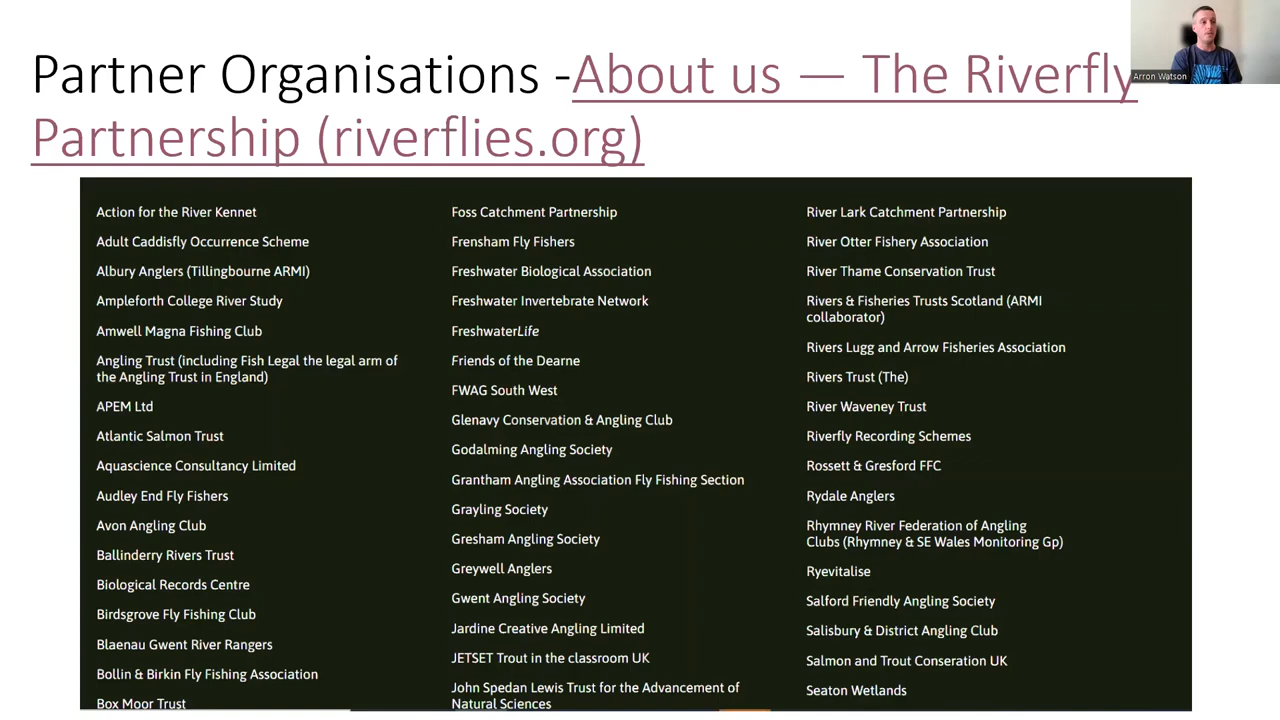 Partner Organisations -About us — The Riverfly
Partnership (riverflies.org)
Arron Watson
Action for the River Kennet
Adult Caddisfly Occurrence Scheme
Albury Anglers (Tillingbourne ARMI)
Ampleforth College River Study
Amwell Magna Fishing Club
Angling Trust (including Fish Legal the legal arm of
the Angling Trust in England)
APEM Ltd
Atlantic Salmon Trust
Aquascience Consultancy Limited
Audley End Fly Fishers
Avon Angling Club
Ballinderry Rivers Trust
Biological Records Centre
Birdsgrove Fly Fishing Club
Blaenau Gwent River Rangers
Bollin & Birkin Fly Fishing Association
Box Moor Trust
Foss Catchment Partnership
Frensham Fly Fishers
Freshwater Biological Association
Freshwater Invertebrate Network
FreshwaterLife
Friends of the Dearne
FWAG South West
Glenavy Conservation & Angling Club
Godalming Angling Society
Grantham Angling Association Fly Fishing Section
Grayling Society
Gresham Angling Society
Greywell Anglers
Gwent Angling Society
Jardine Creative Angling Limited
JETSET Trout in the classroom UK
John Spedan Lewis Trust for the Advancement of
Natural Sciences
River Lark Catchment Partnership
River Otter Fishery Association
River Thame Conservation Trust
Rivers & Fisheries Trusts Scotland (ARMI
collaborator)
Rivers Lugg and Arrow Fisheries Association
Rivers Trust (The)
River Waveney Trust
Riverfly Recording Schemes
Rossett & Gresford FFC
Rydale Anglers
Rhymney River Federation of Angling
Clubs (Rhymney & SE Wales Monitoring Gp)
Ryevitalise
Salford Friendly Angling Society
Salisbury & District Angling Club
Salmon and Trout Conseration UK
Seaton Wetlands